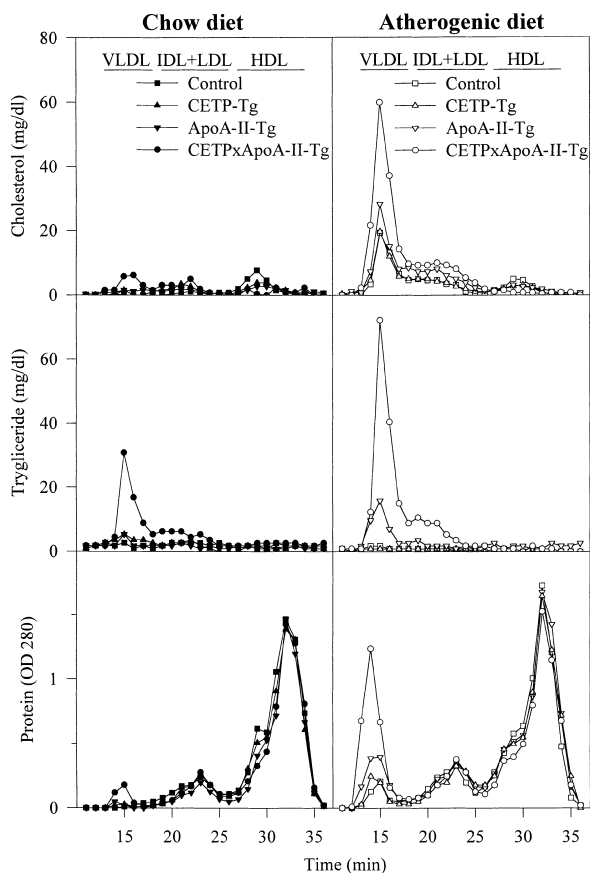 Chow diet
Atherogenic diet
80
60
40
20
0
Cholesterol (mg/dl)
VLDL IDL+LDL HDL
Control
CETP-Tg
ApoA-II-Tg
CETPxApoA-II-Tg
VLDL IDL+LDL HDL
Control
CETP-Tg
ApoA-II-Tg
CETPxApoA-II-Tg
60
40
20
0
Trygliceride (mg/dl)
1
0
Protein (OD 280)
15 20 25 30 35
15 20 25 30 35
Time (min)